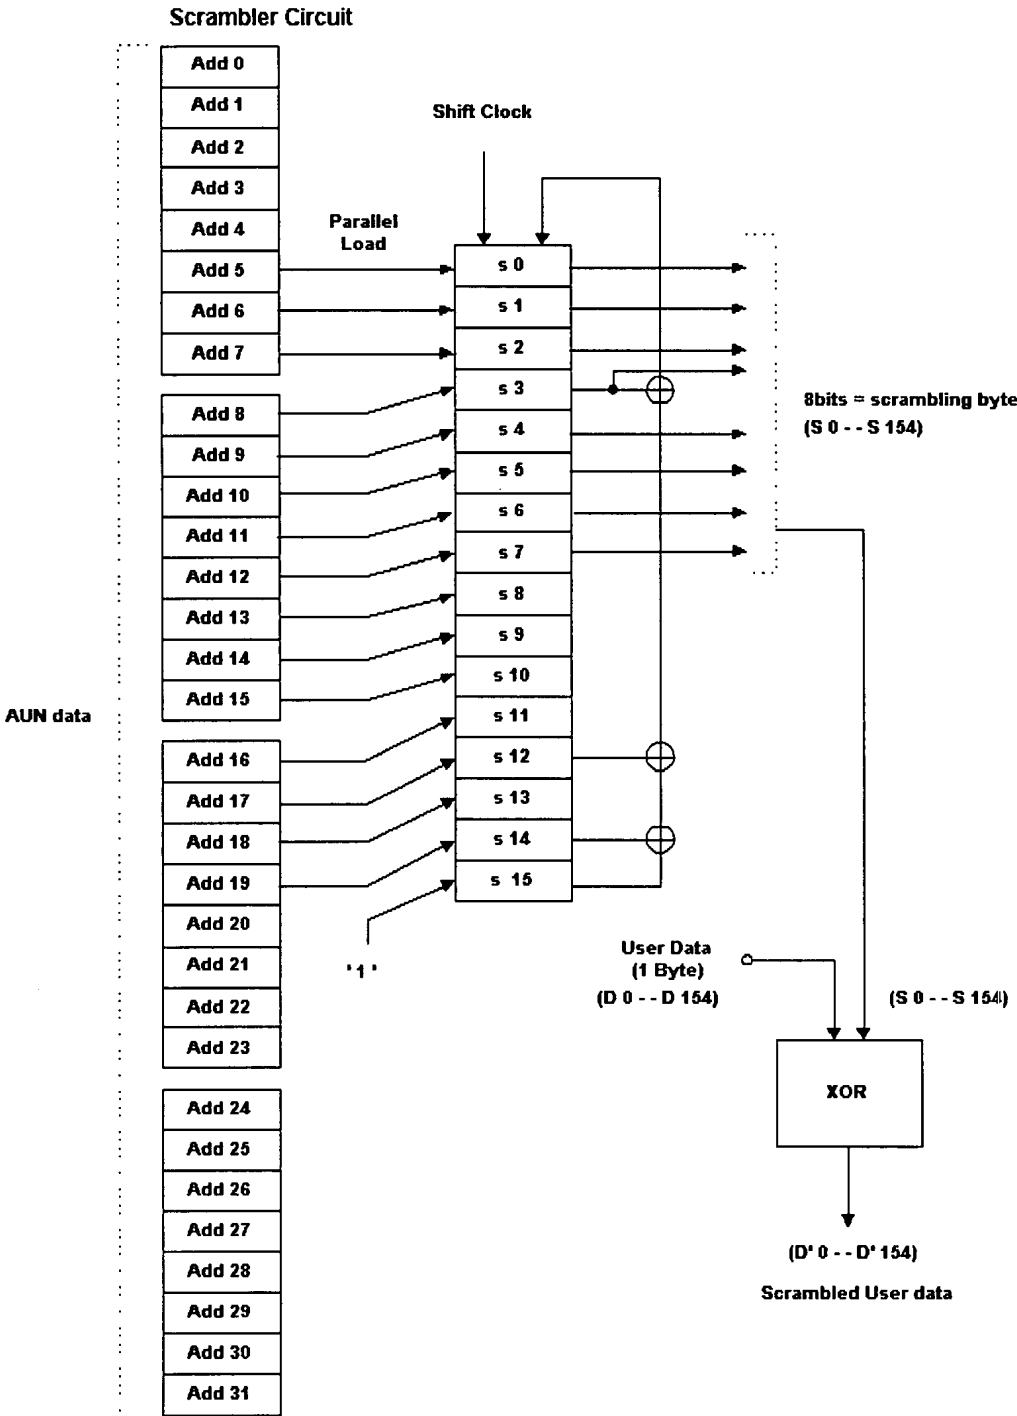 Scrambler Circuit
Add 0
Add 1
Add 2
Add 3
Add 4
Add 5
Add 6
Add 7
Add 8
Add 9
Add 10
Add 11
Add 12
Add 13
Add 14
Add 15
AUN data
Add 16
Add 17
Add 18
Add 19
Add 20
Add 21
Add 22
Add 23
Add 24
Add 25
Add 26
Add 27
Add 28
Add 29
Add 30
Add 31
Parallel
Load
'1'
Shift Clock
s 0
s 1
s 2
s 3
s 4
s 5
s 6
s 7
s 8
s 9
s 10
s 11
s 12
s 13
s 14
s 15
8bits = scrambling byte
(S 0 - - S 154)
User Data
(1 Byte)
(D 0 - - D 154)
(S 0 - - S 154)
XOR
(D' 0 - - D' 154)
Scrambled User data